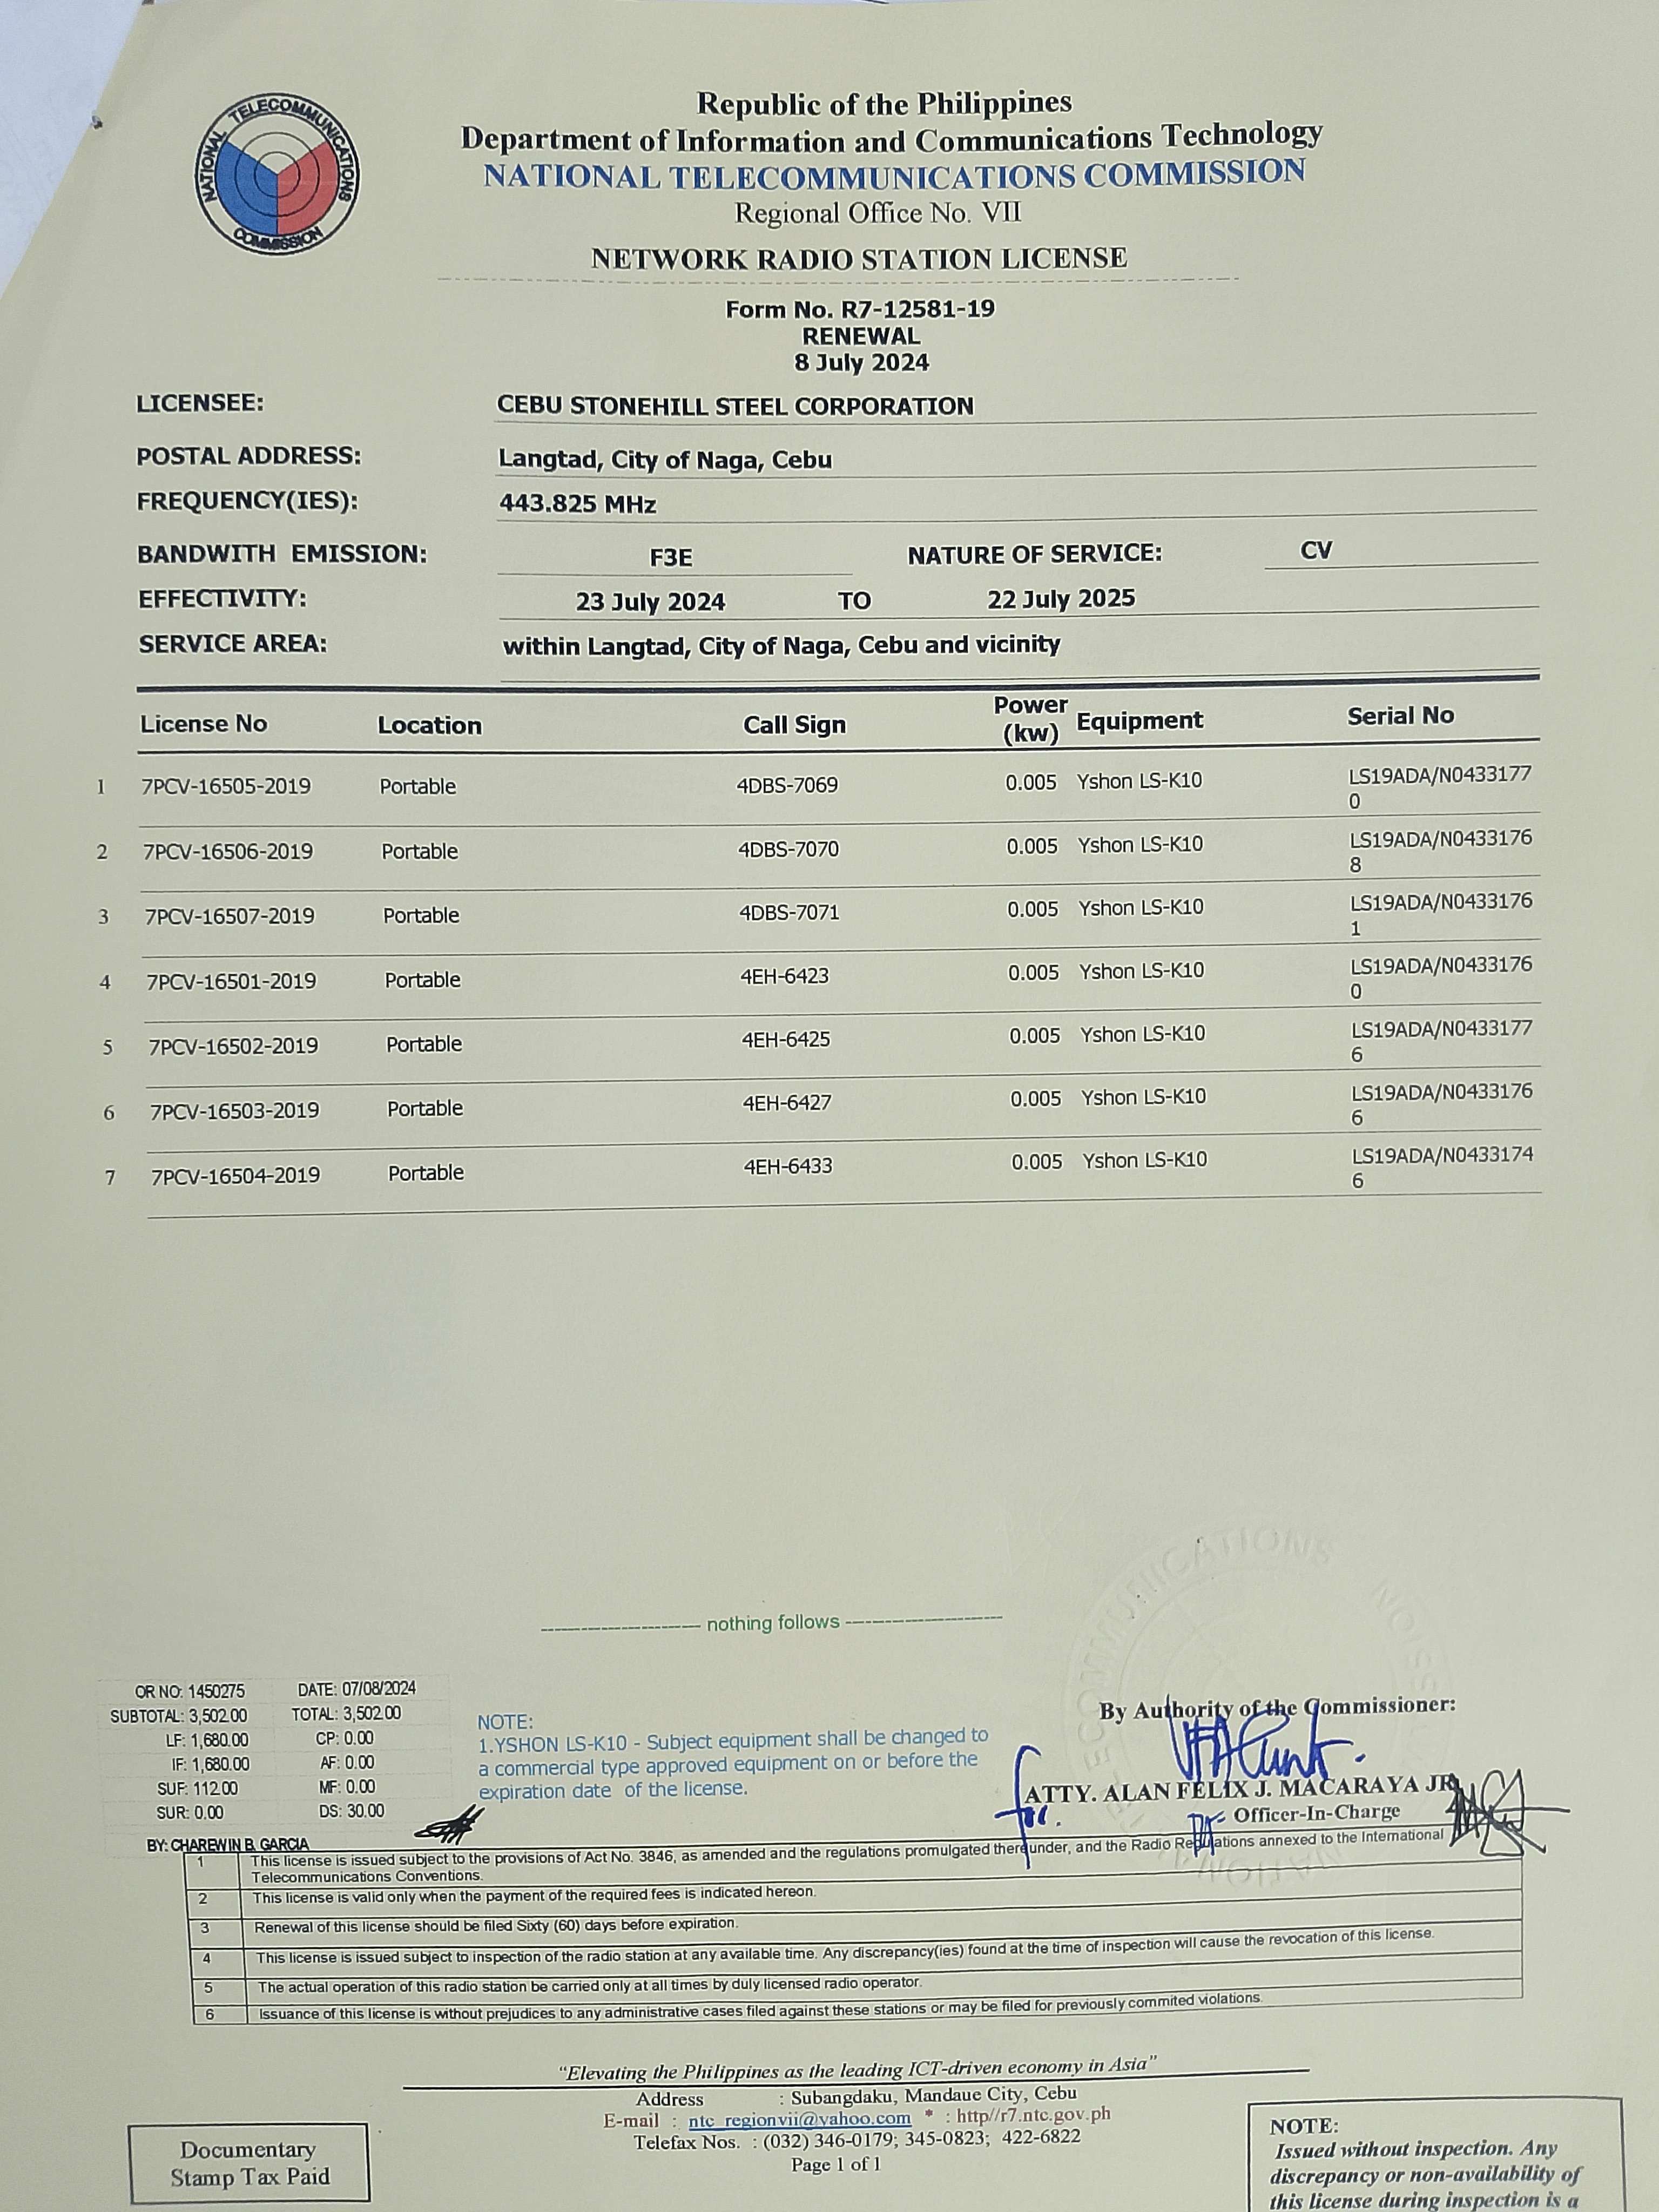 NATIONAL TELECOMMUNICATIONS COMMISSION
Republic of the Philippines
Department of Information and Communications Technology
NATIONAL TELECOMMUNICATIONS COMMISSION
Regional Office No. VII
NETWORK RADIO STATION LICENSE
Form No. R7-12581-19
RENEWAL
8 July 2024
LICENSEE: CEBU STONEHILL STEEL CORPORATION
POSTAL ADDRESS: Langtad, City of Naga, Cebu
FREQUENCY(IES): 443.825 MHz
BANDWITH EMISSION: F3E NATURE OF SERVICE: CV
EFFECTIVITY: 23 July 2024 TO 22 July 2025
SERVICE AREA: within Langtad, City of Naga, Cebu and vicinity
License No Location Call Sign Power (kw) Equipment Serial No
1 7PCV-16505-2019 Portable 4DBS-7069 0.005 Yshon LS-K10 LS19ADA/N0433177
0
2 7PCV-16506-2019 Portable 4DBS-7070 0.005 Yshon LS-K10 LS19ADA/N0433176
8
3 7PCV-16507-2019 Portable 4DBS-7071 0.005 Yshon LS-K10 LS19ADA/N0433176
1
4 7PCV-16501-2019 Portable 4EH-6423 0.005 Yshon LS-K10 LS19ADA/N0433176
0
5 7PCV-16502-2019 Portable 4EH-6425 0.005 Yshon LS-K10 LS19ADA/N0433177
6
6 7PCV-16503-2019 Portable 4EH-6427 0.005 Yshon LS-K10 LS19ADA/N0433176
6
7 7PCV-16504-2019 Portable 4EH-6433 0.005 Yshon LS-K10 LS19ADA/N0433174
6
nothing follows
OR NO: 1450275 DATE: 07/08/2024
SUBTOTAL: 3,502.00 TOTAL: 3,502.00
LF: 1,680.00 CP: 0.00
IF: 1,680.00 AF: 0.00
SUF: 112.00 MF: 0.00
SUR: 0.00 DS: 30.00
BY: CHAREWIN B. GARCIA
NOTE:
1.YSHON LS-K10 - Subject equipment shall be changed to
a commercial type approved equipment on or before the
expiration date of the license.
By Authority of the Commissioner:
for.
ATTY. ALAN FELIX J. MACARAYA JR
Officer-In-Charge
1 This license is issued subject to the provisions of Act No. 3846, as amended and the regulations promulgated thereunder, and the Radio Regulations annexed to the International
Telecommunications Conventions.
2 This license is valid only when the payment of the required fees is indicated hereon.
3 Renewal of this license should be filed Sixty (60) days before expiration.
4 This license is issued subject to inspection of the radio station at any available time. Any discrepancy(ies) found at the time of inspection will cause the revocation of this license.
5 The actual operation of this radio station be carried only at all times by duly licensed radio operator.
6 Issuance of this license is without prejudices to any administrative cases filed against these stations or may be filed for previously commited violations.
“Elevating the Philippines as the leading ICT-driven economy in Asia”
Address : Subangdaku, Mandaue City, Cebu
E-mail : ntc_regionvii@yahoo.com * : http//r7.ntc.gov.ph
Telefax Nos. : (032) 346-0179; 345-0823; 422-6822
Page 1 of 1
Documentary
Stamp Tax Paid
NOTE:
Issued without inspection. Any
discrepancy or non-availability of
this license during inspection is a